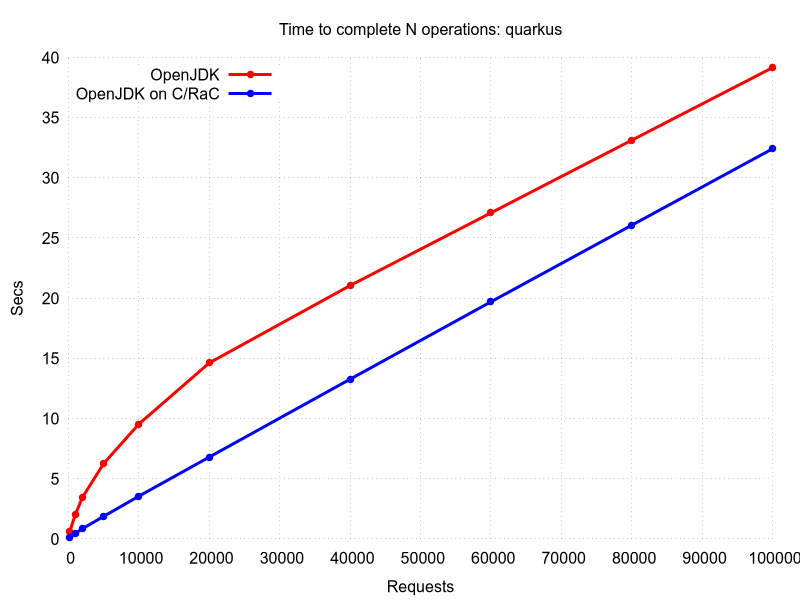 Time to complete N operations: quarkus
OpenJDK
OpenJDK on C/RaC
40
35
30
25
20
15
10
5
0
Secs
0 10000 20000 30000 40000 50000 60000 70000 80000 90000 100000
Requests